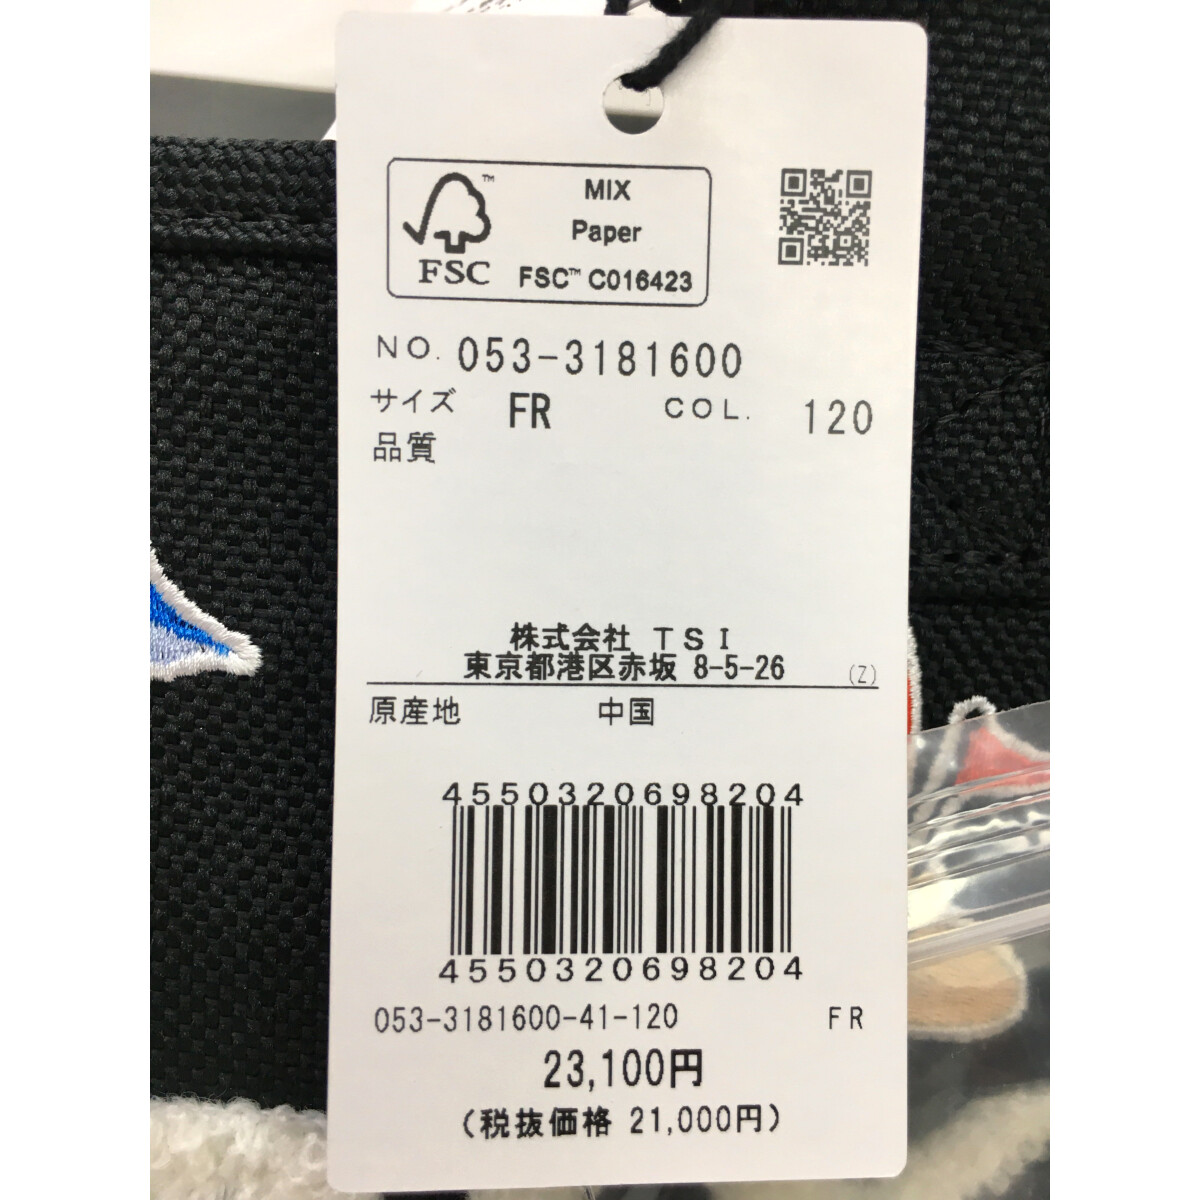 MIX
Paper
FSC™ FSC™ C016423
NO. 053-3181600
サイズ FR COL. 120
品質
株式会社 TSI
東京都港区赤坂 8-5-26 (Z)
原産地 中国
4550320698204
4550320698204
053-3181600-41-120 FR
23,100円
(税抜価格 21,000円)